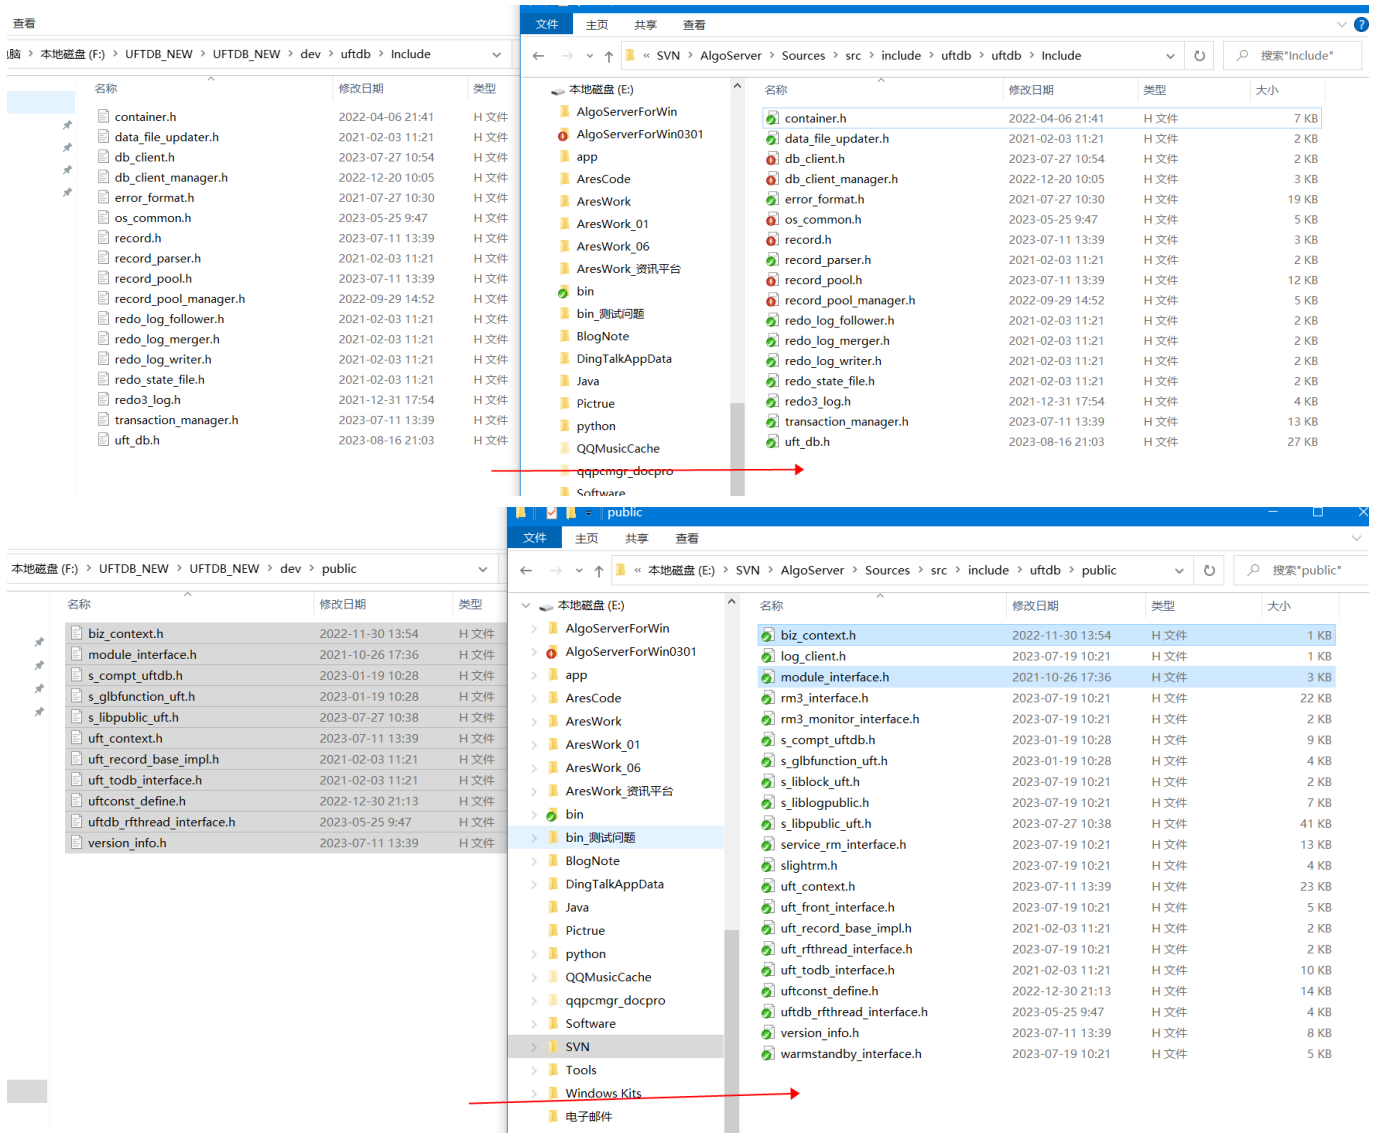 查看
脑 > 本地磁盘 (F:) > UFTDB_NEW > UFTDB_NEW > dev > uftdb > Include
名称 修改日期 类型
container.h 2022-04-06 21:41 H 文件
data_file_updater.h 2021-02-03 11:21 H 文件
db_client.h 2023-07-27 10:54 H 文件
db_client_manager.h 2022-12-20 10:05 H 文件
error_format.h 2021-07-27 10:30 H 文件
os_common.h 2023-05-25 9:47 H 文件
record.h 2023-07-11 13:39 H 文件
record_parser.h 2021-02-03 11:21 H 文件
record_pool.h 2023-07-11 13:39 H 文件
record_pool_manager.h 2022-09-29 14:52 H 文件
redo_log_follower.h 2021-02-03 11:21 H 文件
redo_log_merger.h 2021-02-03 11:21 H 文件
redo_log_writer.h 2021-02-03 11:21 H 文件
redo_state_file.h 2021-02-03 11:21 H 文件
redo3_log.h 2021-12-31 17:54 H 文件
transaction_manager.h 2023-07-11 13:39 H 文件
uft_db.h 2023-08-16 21:03 H 文件
文件 主页 共享 查看
« SVN > AlgoServer > Sources > src > include > uftdb > uftdb > Include
搜索"Include"
本地磁盘 (E:)
AlgoServerForWin
AlgoServerForWin0301
app
AresCode
AresWork
AresWork_01
AresWork_06
AresWork_资讯平台
bin
bin_测试问题
BlogNote
DingTalkAppData
Java
Pictrue
python
QQMusicCache
qqpcmgr_docpro
Software
名称 修改日期 类型 大小
container.h 2022-04-06 21:41 H 文件 7 KB
data_file_updater.h 2021-02-03 11:21 H 文件 2 KB
db_client.h 2023-07-27 10:54 H 文件 2 KB
db_client_manager.h 2022-12-20 10:05 H 文件 3 KB
error_format.h 2021-07-27 10:30 H 文件 19 KB
os_common.h 2023-05-25 9:47 H 文件 5 KB
record.h 2023-07-11 13:39 H 文件 3 KB
record_parser.h 2021-02-03 11:21 H 文件 2 KB
record_pool.h 2023-07-11 13:39 H 文件 12 KB
record_pool_manager.h 2022-09-29 14:52 H 文件 5 KB
redo_log_follower.h 2021-02-03 11:21 H 文件 2 KB
redo_log_merger.h 2021-02-03 11:21 H 文件 2 KB
redo_log_writer.h 2021-02-03 11:21 H 文件 2 KB
redo_state_file.h 2021-02-03 11:21 H 文件 2 KB
redo3_log.h 2021-12-31 17:54 H 文件 4 KB
transaction_manager.h 2023-07-11 13:39 H 文件 13 KB
uft_db.h 2023-08-16 21:03 H 文件 27 KB
本地磁盘 (F:) > UFTDB_NEW > UFTDB_NEW > dev > public
名称 修改日期 类型
biz_context.h 2022-11-30 13:54 H 文件
module_interface.h 2021-10-26 17:36 H 文件
s_compt_uftdb.h 2023-01-19 10:28 H 文件
s_glbfunction_uft.h 2023-01-19 10:28 H 文件
s_libpublic_uft.h 2023-07-27 10:38 H 文件
uft_context.h 2023-07-11 13:39 H 文件
uft_record_base_impl.h 2021-02-03 11:21 H 文件
uft_todb_interface.h 2021-02-03 11:21 H 文件
uftconst_define.h 2022-12-30 21:13 H 文件
uftdb_rfthread_interface.h 2023-05-25 9:47 H 文件
version_info.h 2023-07-11 13:39 H 文件
public
文件 主页 共享 查看
« 本地磁盘 (E:) > SVN > AlgoServer > Sources > src > include > uftdb > public
搜索"public"
本地磁盘 (E:)
AlgoServerForWin
AlgoServerForWin0301
app
AresCode
AresWork
AresWork_01
AresWork_06
AresWork_资讯平台
bin
bin_测试问题
BlogNote
DingTalkAppData
Java
Pictrue
python
QQMusicCache
qqpcmgr_docpro
Software
SVN
Tools
Windows Kits
电子邮件
名称 修改日期 类型 大小
biz_context.h 2022-11-30 13:54 H 文件 1 KB
log_client.h 2023-07-19 10:21 H 文件 1 KB
module_interface.h 2021-10-26 17:36 H 文件 3 KB
rm3_interface.h 2023-07-19 10:21 H 文件 22 KB
rm3_monitor_interface.h 2023-07-19 10:21 H 文件 2 KB
s_compt_uftdb.h 2023-01-19 10:28 H 文件 9 KB
s_glbfunction_uft.h 2023-01-19 10:28 H 文件 4 KB
s_liblock_uft.h 2023-07-19 10:21 H 文件 2 KB
s_liblogpublic.h 2023-07-19 10:21 H 文件 7 KB
s_libpublic_uft.h 2023-07-27 10:38 H 文件 41 KB
service_rm_interface.h 2023-07-19 10:21 H 文件 13 KB
slightrm.h 2023-07-19 10:21 H 文件 4 KB
uft_context.h 2023-07-11 13:39 H 文件 23 KB
uft_front_interface.h 2023-07-19 10:21 H 文件 5 KB
uft_record_base_impl.h 2021-02-03 11:21 H 文件 2 KB
uft_rfthread_interface.h 2023-07-19 10:21 H 文件 2 KB
uft_todb_interface.h 2021-02-03 11:21 H 文件 10 KB
uftconst_define.h 2022-12-30 21:13 H 文件 14 KB
uftdb_rfthread_interface.h 2023-05-25 9:47 H 文件 4 KB
version_info.h 2023-07-11 13:39 H 文件 8 KB
warmstandby_interface.h 2023-07-19 10:21 H 文件 5 KB